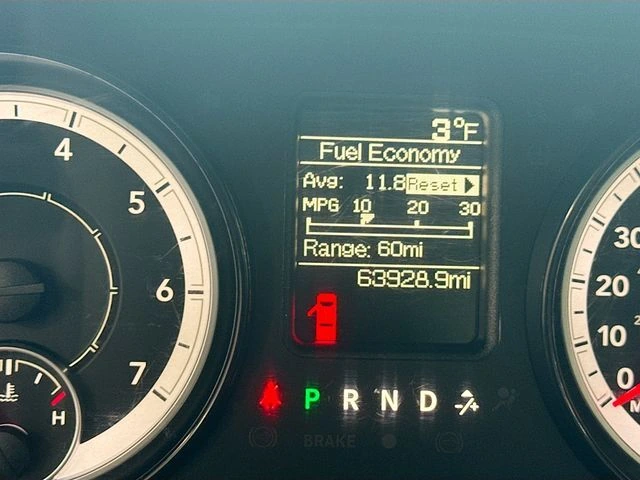 3°F
Fuel Economy
Avg: 11.8 Reset
MPG 10 20 30
Range: 60mi
63928.9mi
P R N D
BRAKE
4
5
6
7
H
30
20
10
0